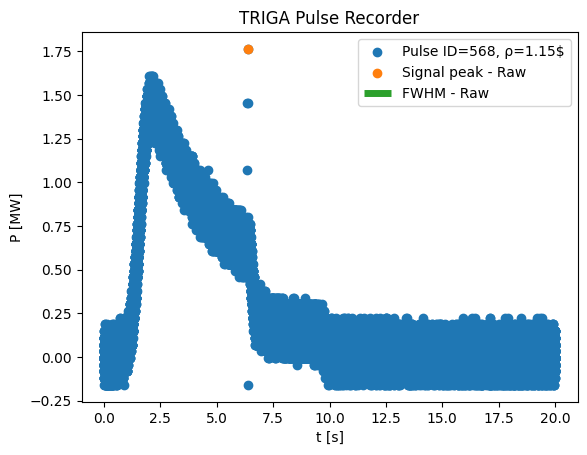 TRIGA Pulse Recorder
Pulse ID=568, ρ=1.15$
Signal peak - Raw
FWHM - Raw
P [MW]
1.75
1.50
1.25
1.00
0.75
0.50
0.25
0.00
−0.25
0.0 2.5 5.0 7.5 10.0 12.5 15.0 17.5 20.0
t [s]